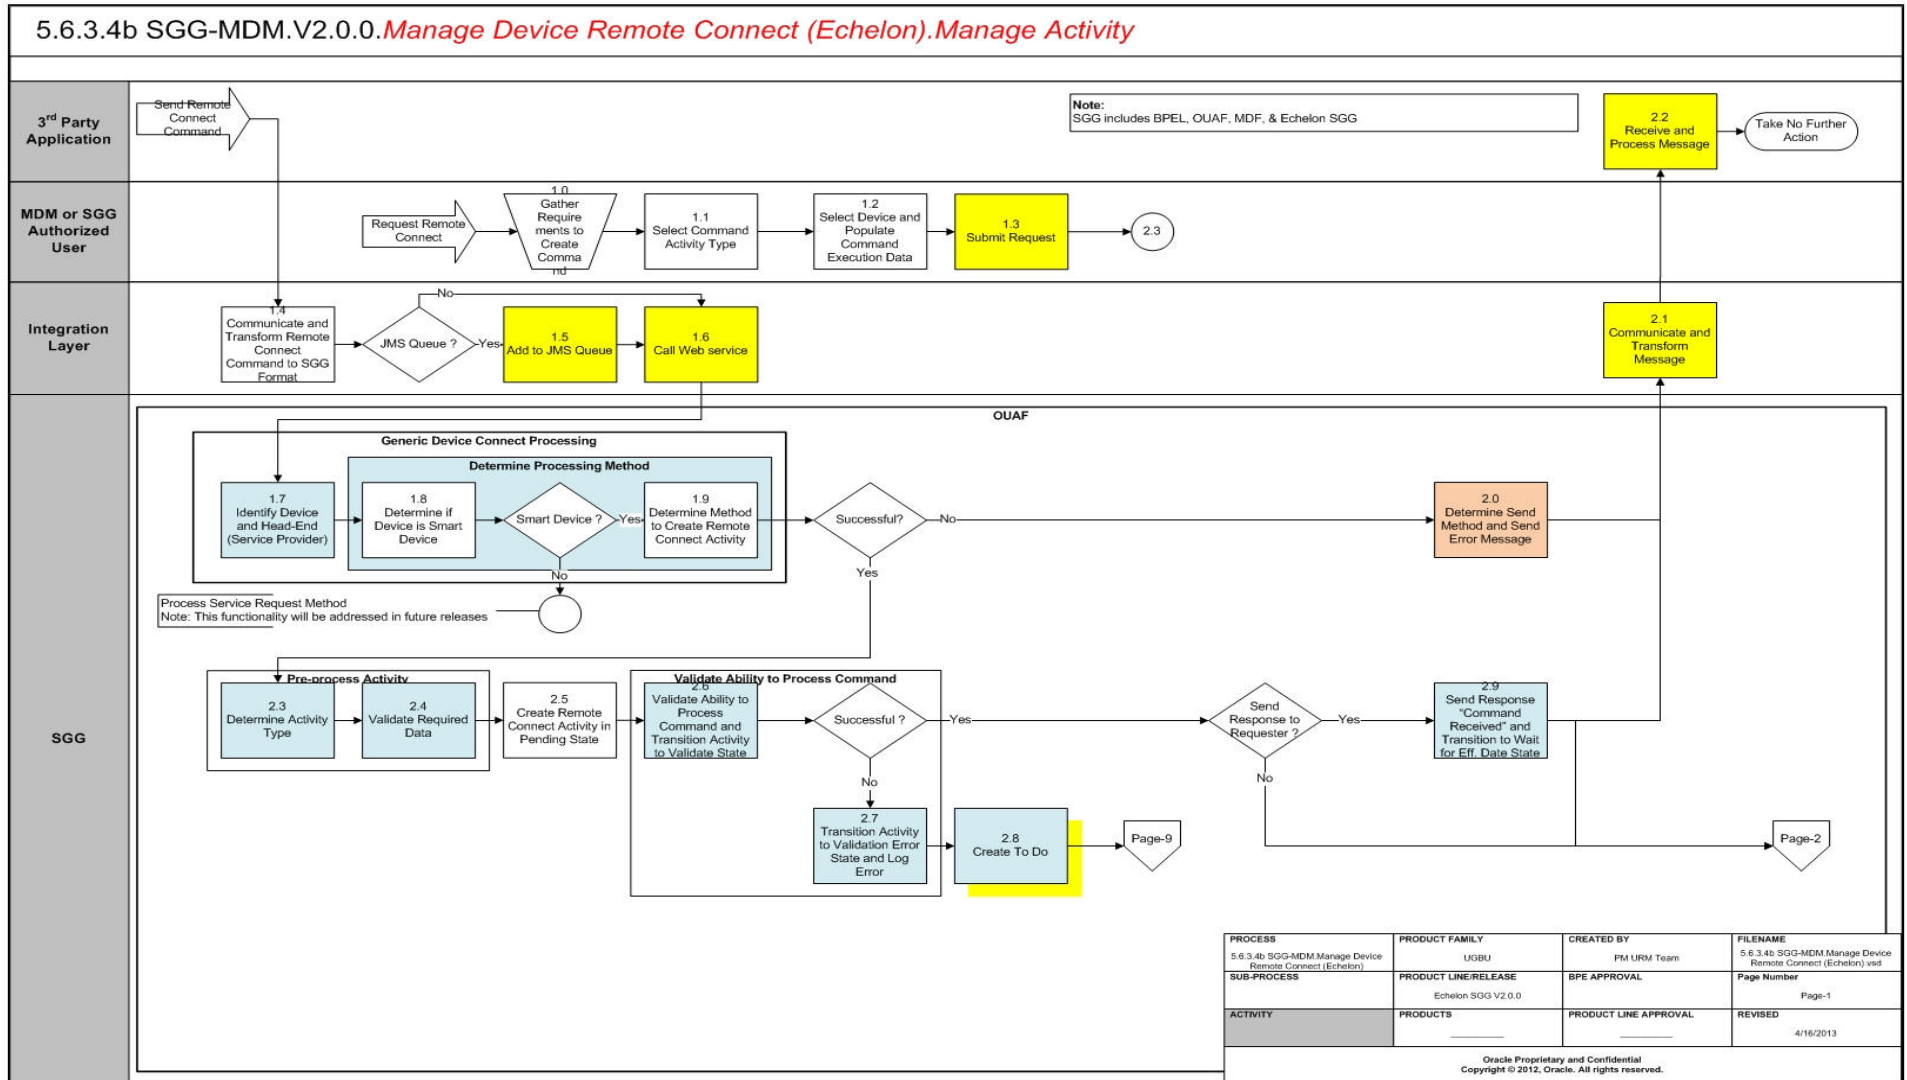 5.6.3.4b SGG-MDM.V2.0.0.Manage Device Remote Connect (Echelon).Manage Activity
3rd Party
Application
Send Remote
Connect
Command
Note:
SGG includes BPEL, OUAF, MDF, & Echelon SGG
2.2
Receive and
Process Message
Take No Further
Action
MDM or SGG
Authorized
User
Request Remote
Connect
1.0
Gather
Require
ments to
Create
Comma
nd
1.1
Select Command
Activity Type
1.2
Select Device and
Populate
Command
Execution Data
1.3
Submit Request
2.3
Integration
Layer
1.4
Communicate and
Transform Remote
Connect
Command to SGG
Format
JMS Queue ?
No
Yes
1.5
Add to JMS Queue
1.6
Call Web service
2.1
Communicate and
Transform
Message
SGG
OUAF
Generic Device Connect Processing
Determine Processing Method
1.7
Identify Device
and Head-End
(Service Provider)
1.8
Determine if
Device is Smart
Device
Smart Device ?
Yes
No
1.9
Determine Method
to Create Remote
Connect Activity
Successful?
No
Yes
2.0
Determine Send
Method and Send
Error Message
Process Service Request Method
Note: This functionality will be addressed in future releases
Pre-process Activity
2.3
Determine Activity
Type
2.4
Validate Required
Data
2.5
Create Remote
Connect Activity in
Pending State
Validate Ability to Process Command
2.6
Validate Ability to
Process
Command and
Transition Activity
to Validate State
Successful ?
Yes
No
2.7
Transition Activity
to Validation Error
State and Log
Error
2.8
Create To Do
Page-9
Send
Response to
Requester ?
Yes
No
2.9
Send Response
"Command
Received" and
Transition to Wait
for Eff. Date State
Page-2
PROCESS
5.6.3.4b SGG-MDM.Manage Device
Remote Connect (Echelon)
PRODUCT FAMILY
UGBU
CREATED BY
PM URM Team
FILENAME
5.6.3.4b SGG-MDM.Manage Device
Remote Connect (Echelon).vsd
SUB-PROCESS
PRODUCT LINE/RELEASE
Echelon SGG V2.0.0
BPE APPROVAL
Page Number
Page-1
ACTIVITY
PRODUCTS
PRODUCT LINE APPROVAL
REVISED
4/16/2013
Oracle Proprietary and Confidential
Copyright © 2012, Oracle. All rights reserved.